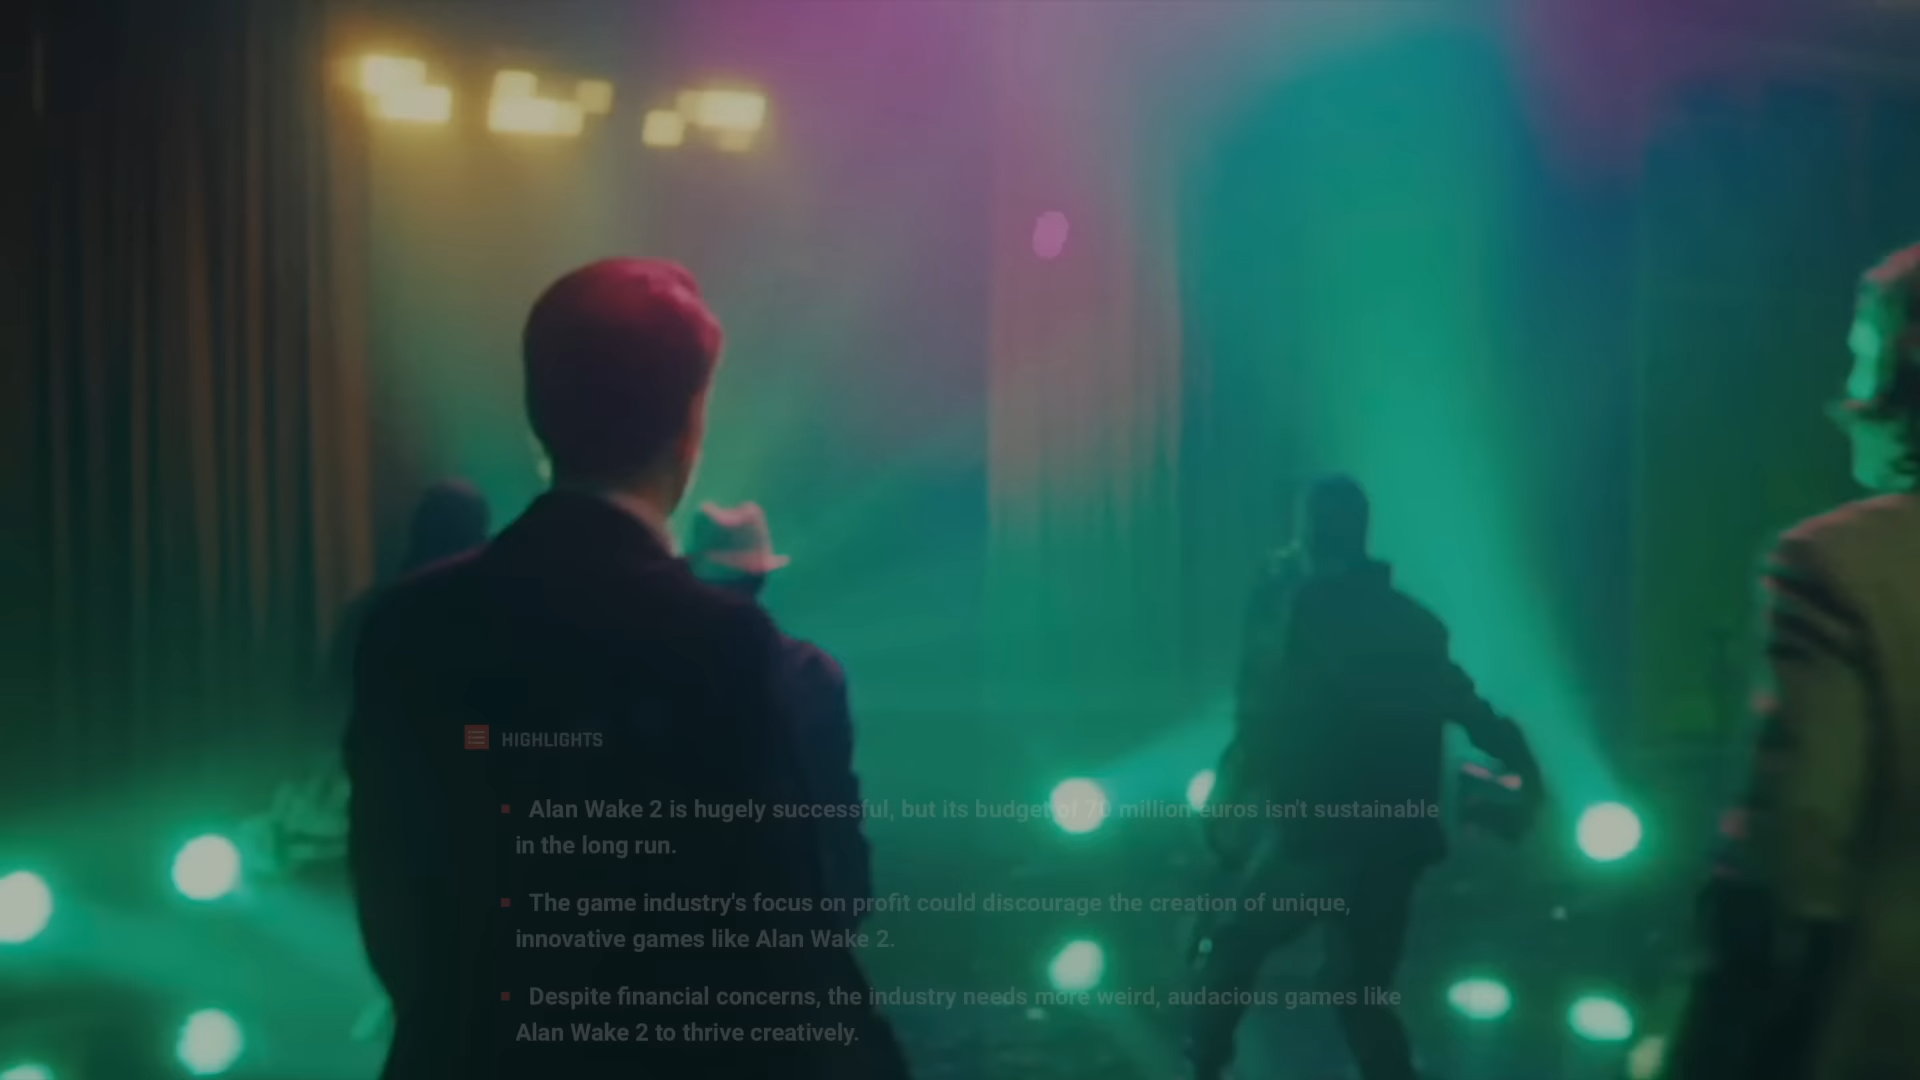 HIGHLIGHTS
Alan Wake 2 is hugely successful, but its budget of 70 million euros isn't sustainable
in the long run.
The game industry's focus on profit could discourage the creation of unique,
innovative games like Alan Wake 2.
Despite financial concerns, the industry needs more weird, audacious games like
Alan Wake 2 to thrive creatively.